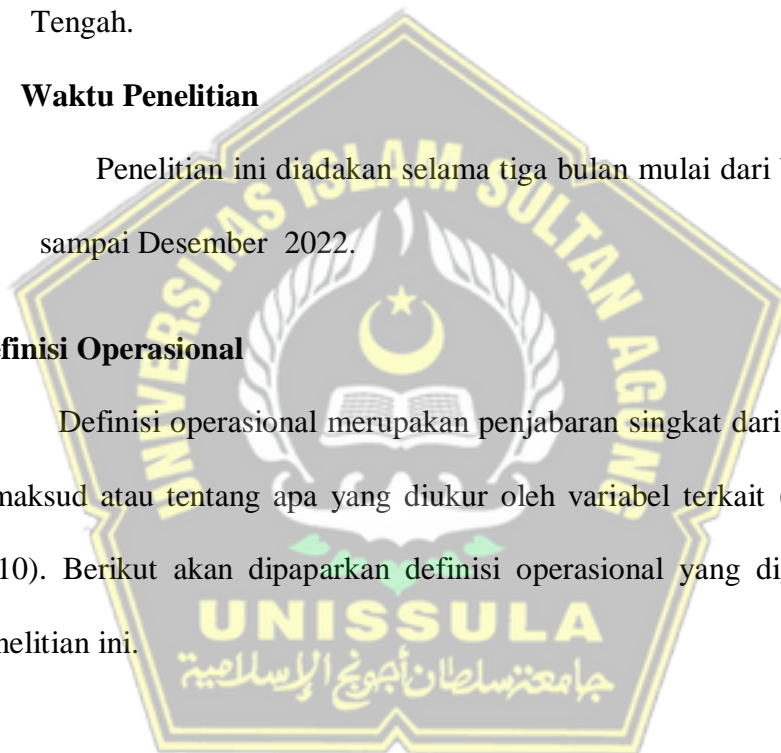 Tengah.
Waktu Penelitian
Penelitian ini diadakan selama tiga bulan mulai dari
sampai Desember 2022.
finisi Operasional
Definisi operasional merupakan penjabaran singkat dari
maksud atau tentang apa yang diukur oleh variabel terkait (
10). Berikut akan dipaparkan definisi operasional yang di
nelitian ini.
UNIVERSITAS ISLAM SULTAN AGUNG
UNISSULA
جامعة سلطان أجونج الإسلامية